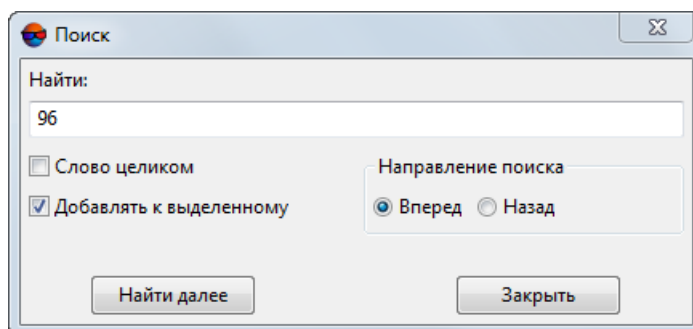 Поиск
Найти:
96
Слово целиком
Направление поиска
Добавлять к выделенному
Вперед Назад
Найти далее Закрыть